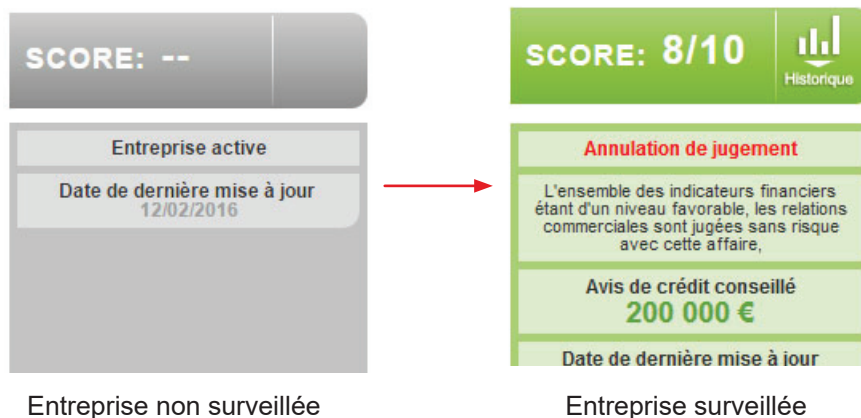 SCORE: --
Entreprise active
Date de dernière mise à jour
12/02/2016
Entreprise non surveillée
SCORE: 8/10
Historique
Annulation de jugement
L'ensemble des indicateurs financiers
étant d'un niveau favorable, les relations
commerciales sont jugées sans risque
avec cette affaire,
Avis de crédit conseillé
200 000 €
Date de dernière mise à jour
Entreprise surveillée